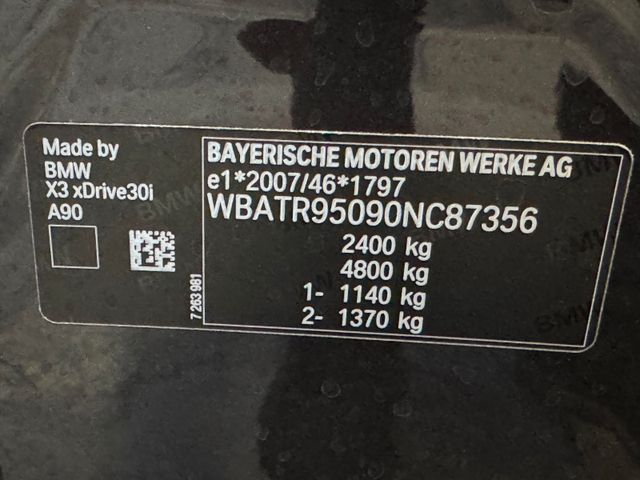 Made by
BMW
X3 xDrive30i
A90
7 263 981
BAYERISCHE MOTOREN WERKE AG
e1*2007/46*1797
WBATR95090NC87356
2400 kg
4800 kg
1- 1140 kg
2- 1370 kg